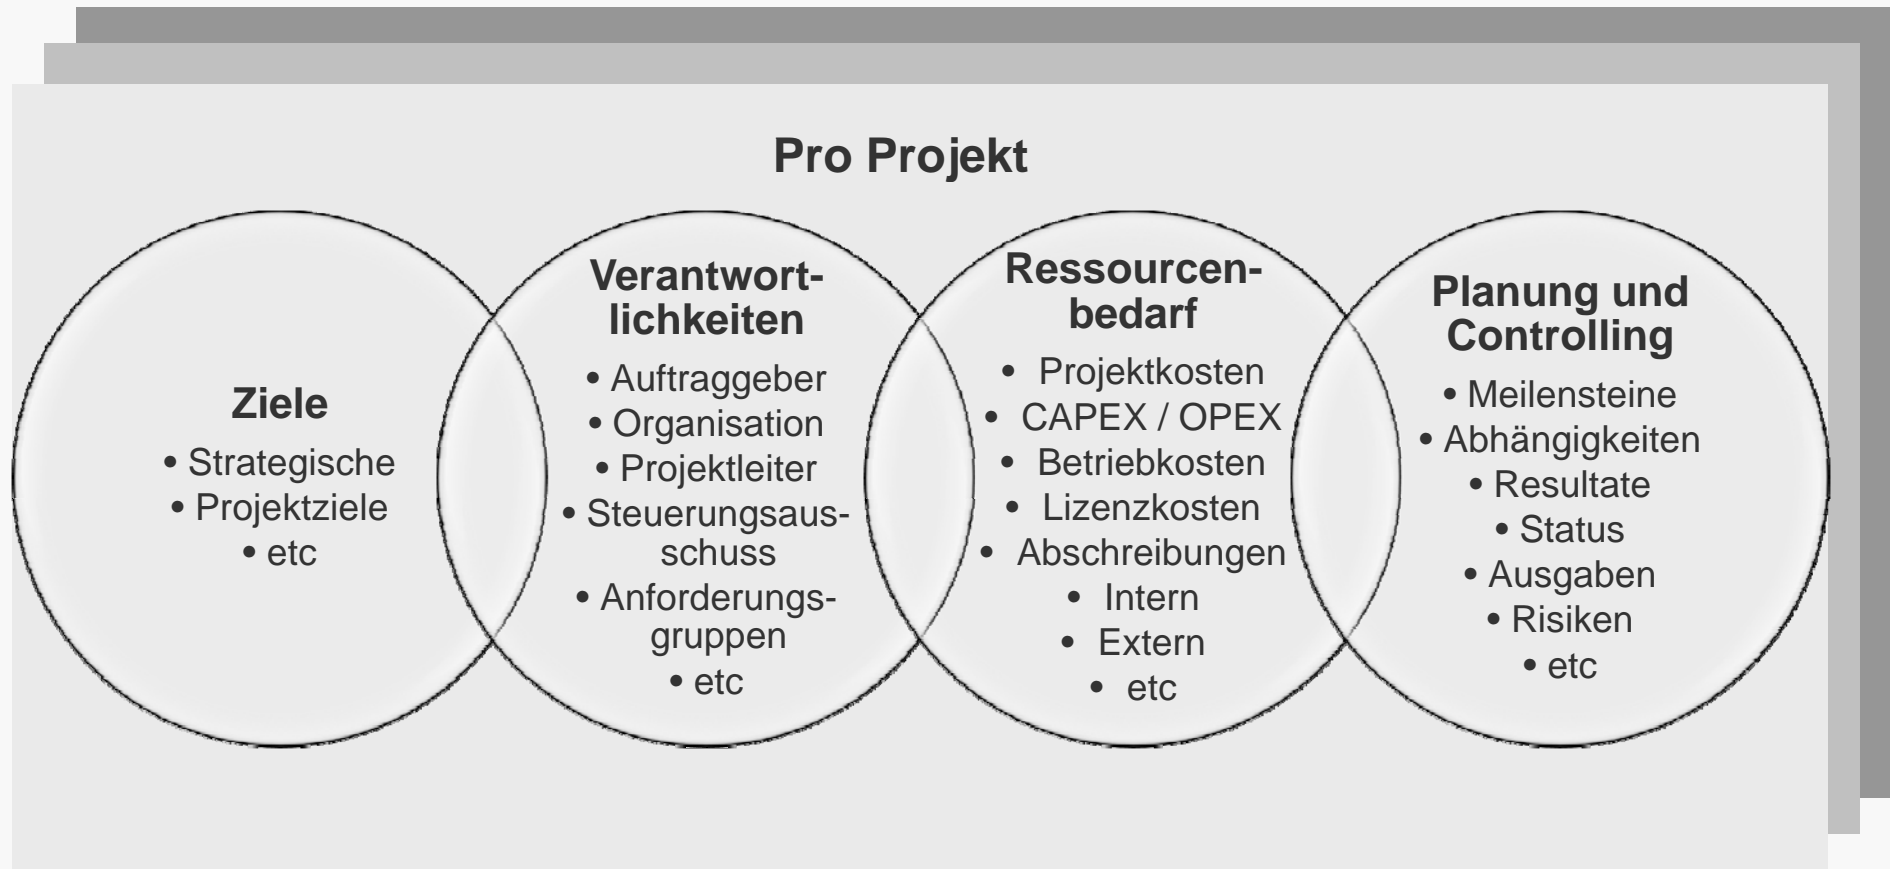 Pro Projekt
Ziele
• Strategische
• Projektziele
• etc
Verantwort-
lichkeiten
• Auftraggeber
• Organisation
• Projektleiter
• Steuerungsaus-
schuss
• Anforderungs-
gruppen
• etc
Ressourcen-
bedarf
• Projektkosten
• CAPEX / OPEX
• Betriebkosten
• Lizenzkosten
• Abschreibungen
• Intern
• Extern
• etc
Planung und
Controlling
• Meilensteine
• Abhängigkeiten
• Resultate
• Status
• Ausgaben
• Risiken
• etc